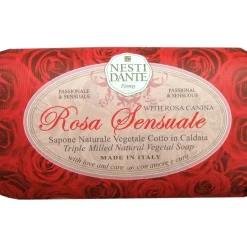 NESTI
DANTE
Firenze
PASSIONALE
& SENSUALE
PASSIONAL
& SENSUAL
WITH ROSA CANINA
Rosa Sensuale
Sapone Naturale Vegetale Cotto in Caldaia
Triple Milled Natural Vegetal Soap
MADE IN ITALY
with love and care con amore e cura